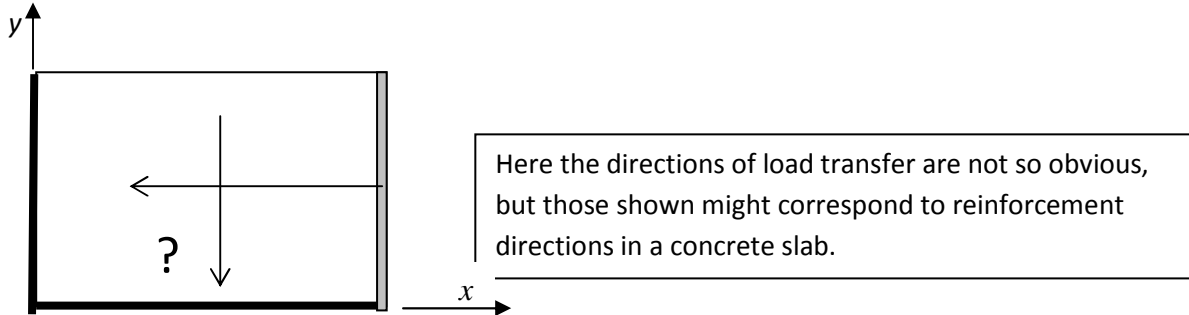 y
Here the directions of load transfer are not so obvious,
but those shown might correspond to reinforcement
directions in a concrete slab.
?
x